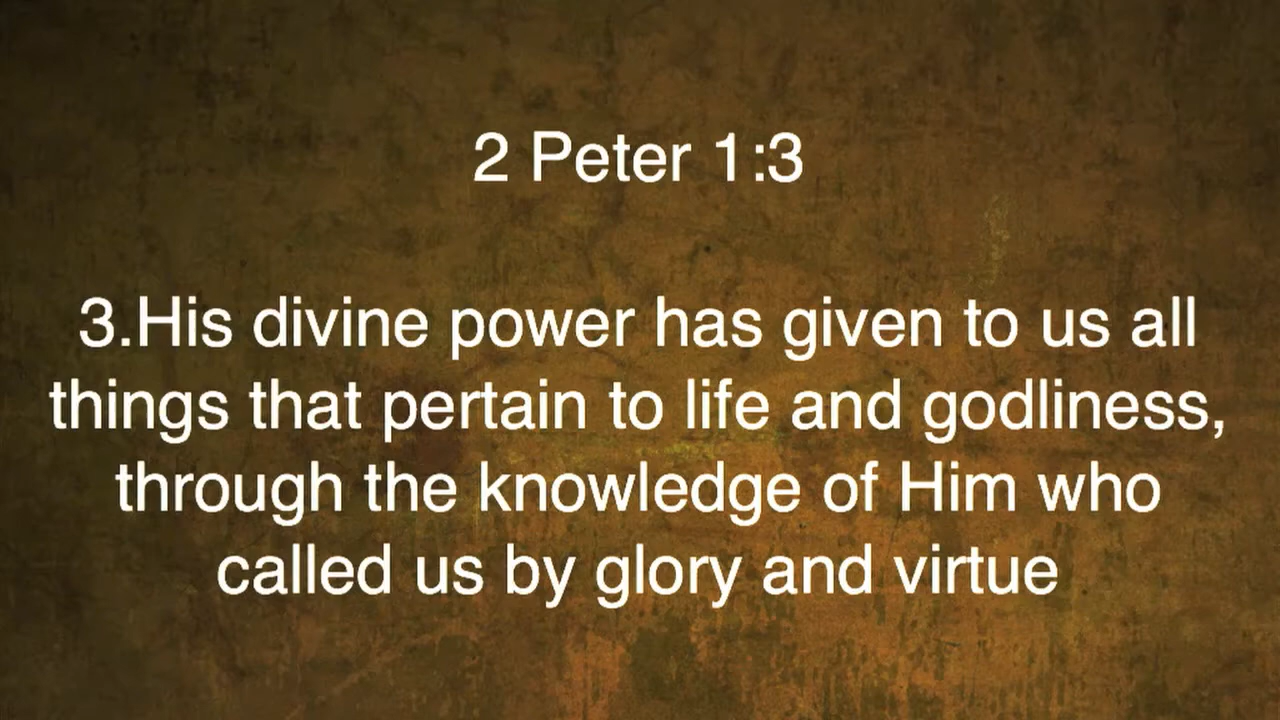 2 Peter 1:3
3.His divine power has given to us all
things that pertain to life and godliness,
through the knowledge of Him who
called us by glory and virtue